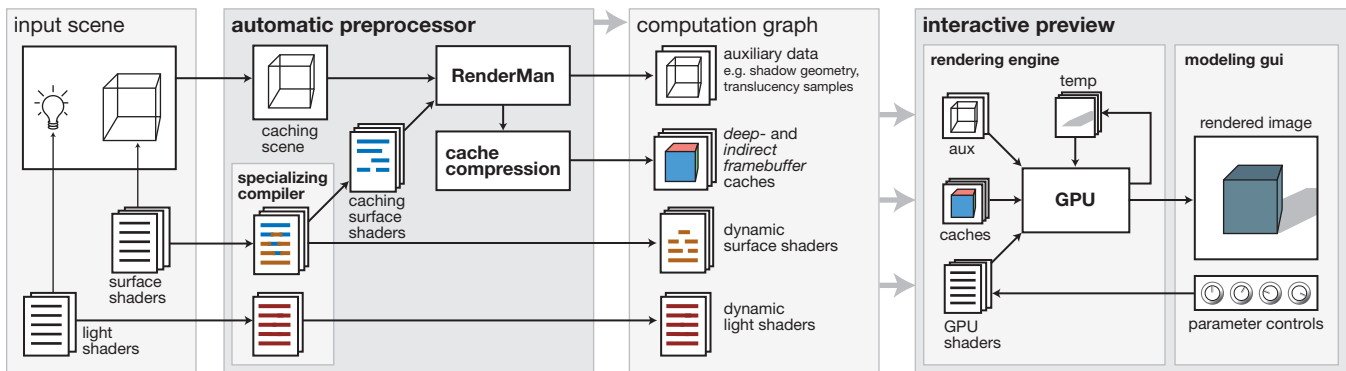 input scene
surface
shaders
light
shaders
automatic preprocessor
caching
scene
specializing
compiler
caching
surface
shaders
RenderMan
cache
compression
computation graph
auxiliary data
e.g. shadow geometry,
translucency samples
deep- and
indirect
framebuffer
caches
dynamic
surface shaders
dynamic
light shaders
interactive preview
rendering engine
temp
aux
caches
GPU
GPU
shaders
modeling gui
rendered image
parameter controls